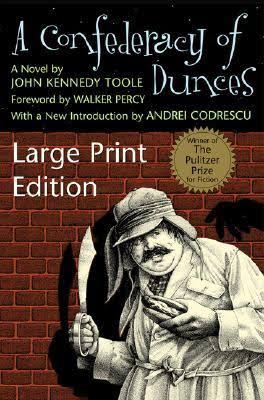 A Confederacy of
Dunces
A Novel by
JOHN KENNEDY TOOLE
Foreword by WALKER PERCY
With a New Introduction by ANDREI CODRESCU
Large Print
Edition
Winner of
The
Pulitzer
Prize
for Fiction